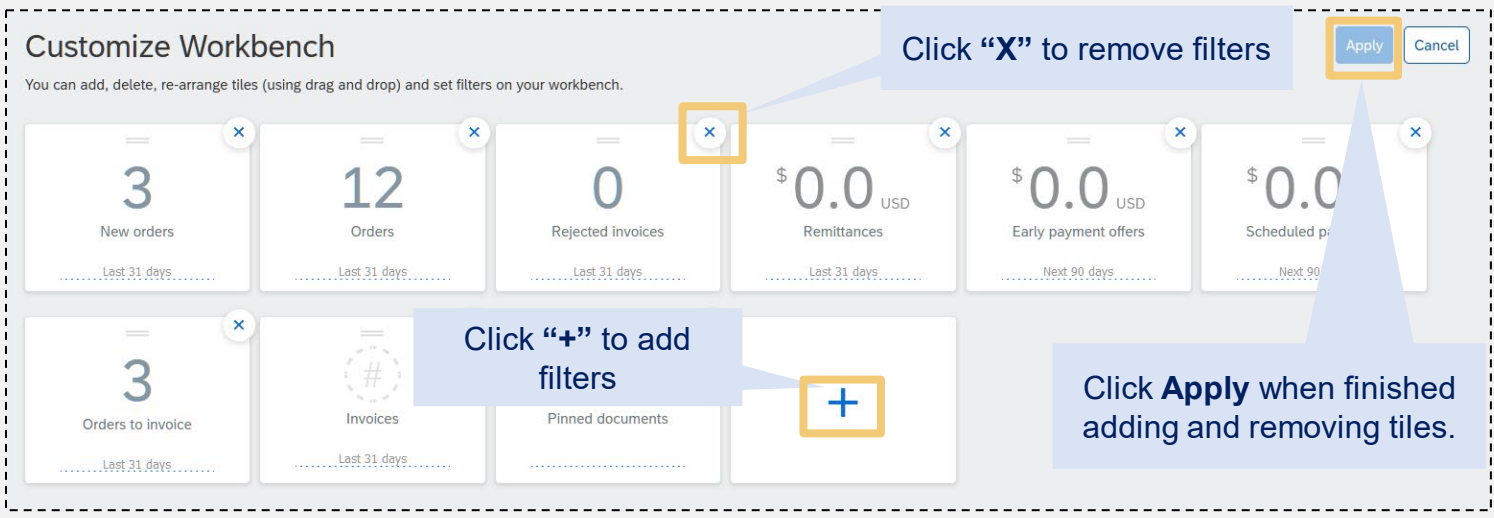 Customize Workbench
Click “X” to remove filters
Apply
Cancel
You can add, delete, re-arrange tiles (using drag and drop) and set filters on your workbench.
3
New orders
Last 31 days
12
Orders
Last 31 days
0
Rejected invoices
Last 31 days
$ 0.0 USD
Remittances
Last 31 days
$ 0.0 USD
Early payment offers
Next 90 days
$ 0.0
Scheduled
Next 90
3
Orders to invoice
Last 31 days
#
Invoices
Last 31 days
Click “+” to add
filters
Pinned documents
+
Click Apply when finished
adding and removing tiles.